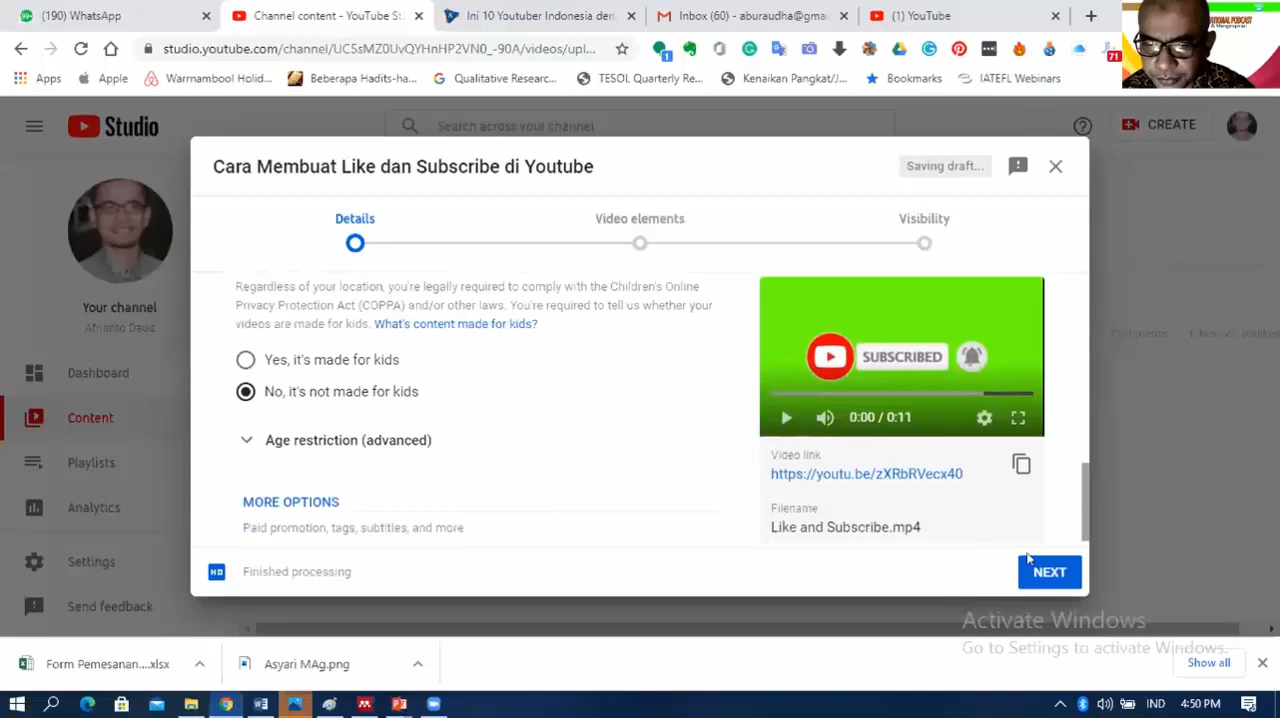 (190) WhatsApp
Channel content - YouTube St
Ini 10 Youtuber Indonesia den
Inbox (60) - aburaudha@gmai
(1) YouTube
studio.youtube.com/channel/UC5sMZ0UvQYHnHP2VN0_-90A/videos/upl...
1
71
Apps
Apple
Warrnambool Holid...
Beberapa Hadits-ha...
Qualitative Researc...
TESOL Quarterly Re...
Kenaikan Pangkat/J...
Bookmarks
IATEFL Webinars
Studio
Search across your channel
CREATE
Cara Membuat Like dan Subscribe di Youtube
Saving draft...
Details
Video elements
Visibility
Your channel
Afrianto Daud
Dashboard
Content
Playlists
Analytics
Settings
Send feedback
Regardless of your location, you're legally required to comply with the Children's Online
Privacy Protection Act (COPPA) and/or other laws. You're required to tell us whether your
videos are made for kids. What's content made for kids?
Yes, it's made for kids
No, it's not made for kids
Age restriction (advanced)
MORE OPTIONS
Paid promotion, tags, subtitles, and more
SUBSCRIBED
0:00 / 0:11
Video link
https://youtu.be/zXRbRVecx40
Filename
Like and Subscribe.mp4
Comments
HD
Finished processing
NEXT
Activate Windows
Go to Settings to activate Windows.
Form Pemesanan....xlsx
Asyari MAg.png
Show all
IND
4:50 PM